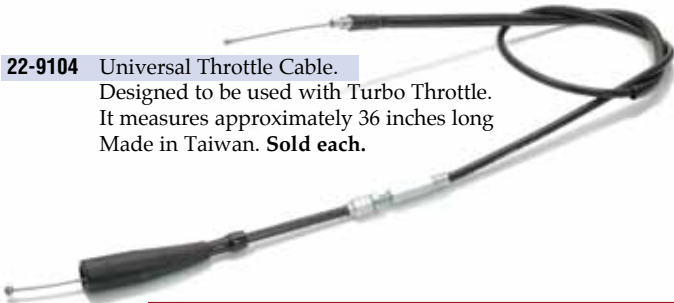 22-9104 Universal Throttle Cable.
Designed to be used with Turbo Throttle.
It measures approximately 36 inches long
Made in Taiwan. Sold each.